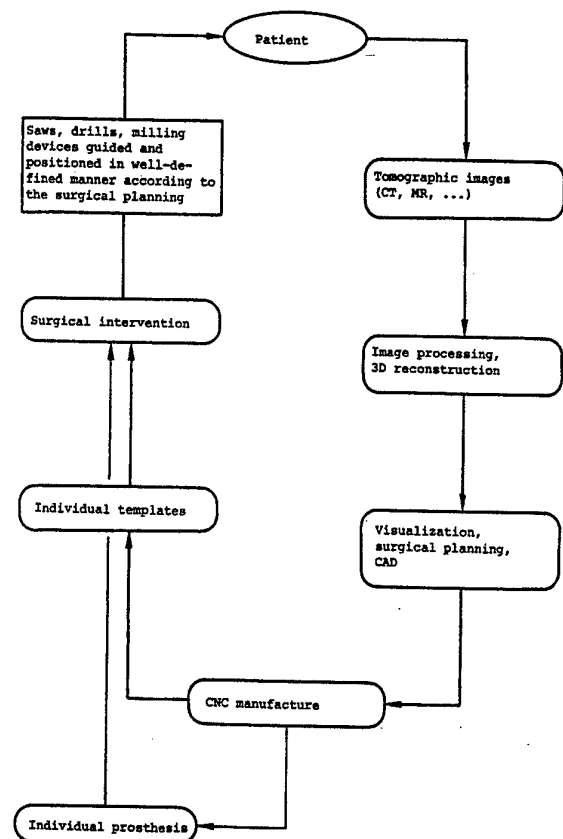 Patient
Saws, drills, milling
devices guided and
positioned in well-de-
fined manner according to
the surgical planning
Tomographic images
(CT, MR, ...)
Surgical intervention
Image processing,
3D reconstruction
Individual templates
Visualization,
surgical planning,
CAD
CNC manufacture
Individual prosthesis